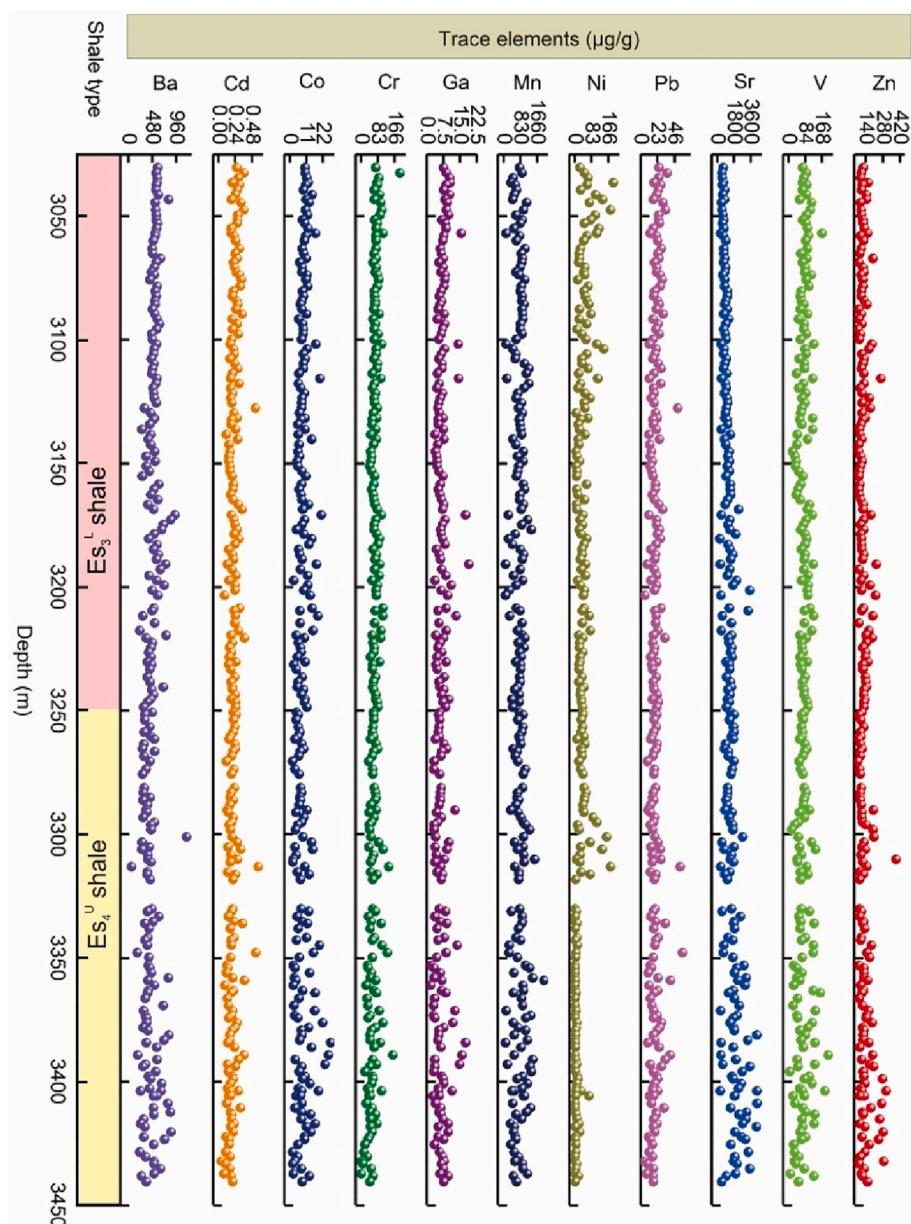 Trace elements (μg/g)
Shale type
Ba Cd Co Cr Ga Mn Ni Pb Sr V Zn
0 480 960
0.00 0.24 0.48
0 11 22
0 83 166
0.5 7.5 15.5 22.5
0 830 1660
0 83 166
0 23 46
0 1800 3600
0 84 168
0 140 280 420
3050
3100
3150
3200
3250
3300
3350
3400
3450
Es₃ᴸ shale
Es₄ᵁ shale
Depth (m)